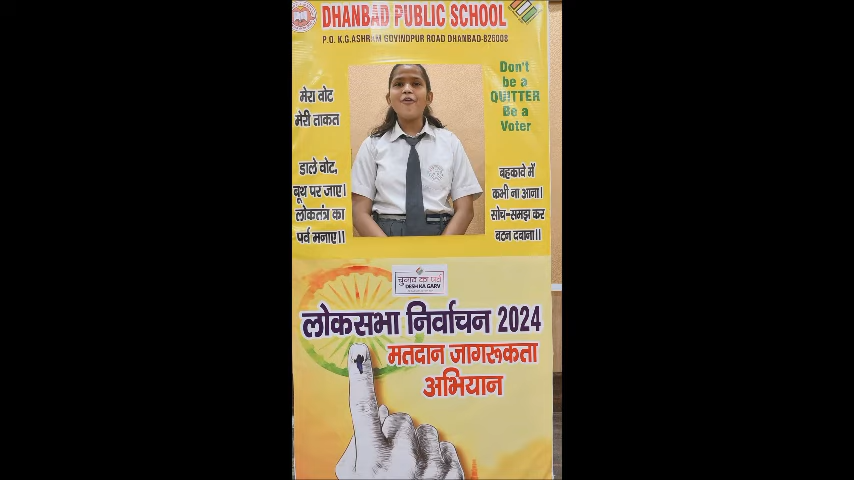 DHANBAD PUBLIC SCHOOL
P.O. K.G.ASHRAM GOVINDPUR ROAD DHANBAD-826008
मेरा वोट
मेरी ताकत
डाले वोट,
बूथ पर जाए।
लोकतंत्र का
पर्व मनाए।।
Don't
be a
QUITTER
Be a
Voter
बहकावे में
कभी ना आना।
सोच-समझ कर
बटन दबाना।।
चुनाव का पर्व
DESH KA GARV
लोकसभा निर्वाचन 2024
मतदान जागरूकता
अभियान